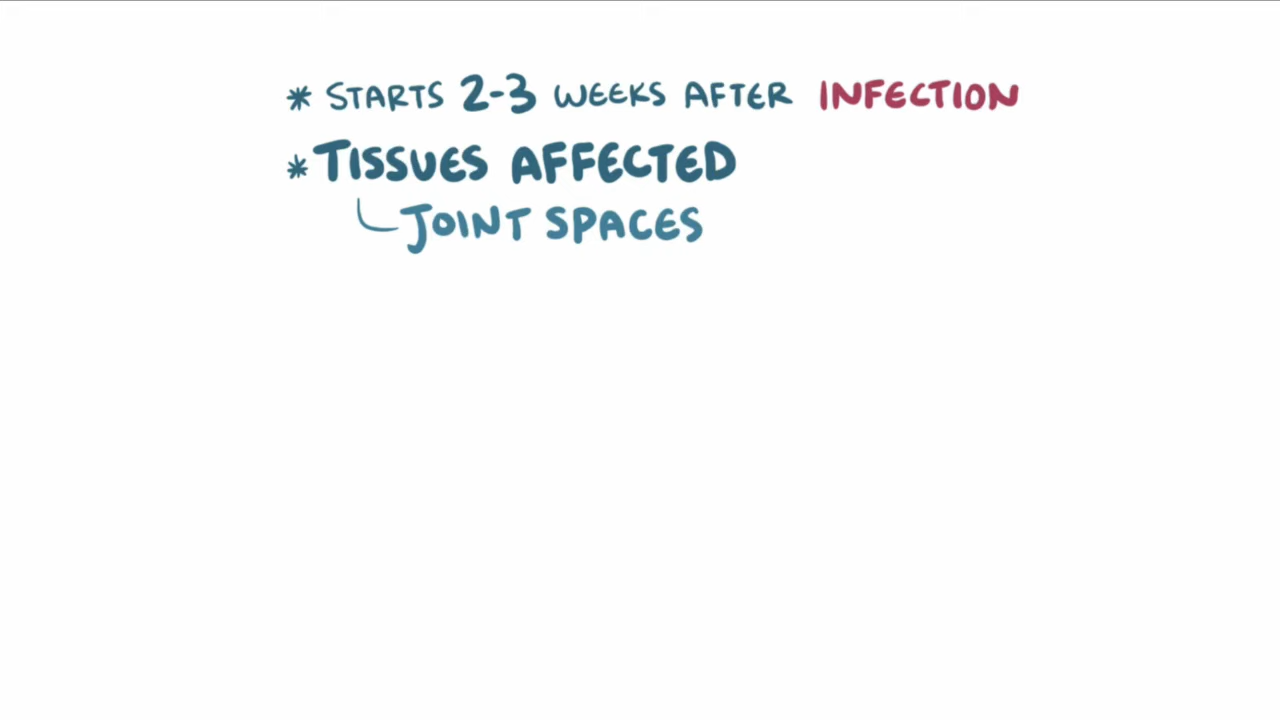 * STARTS 2-3 WEEKS AFTER INFECTION
* TISSUES AFFECTED
JOINT SPACES